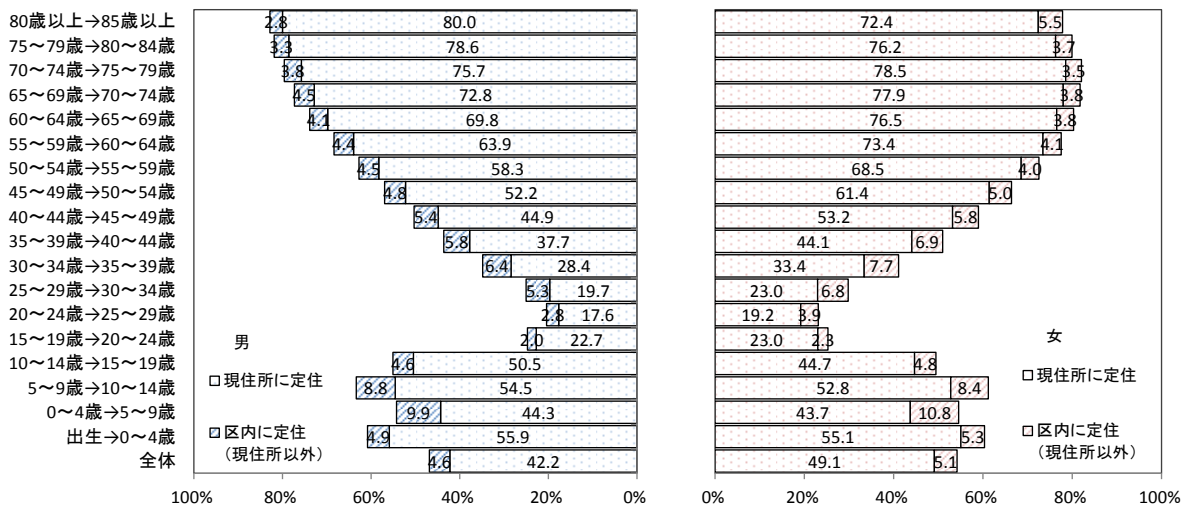 80歳以上→85歳以上 2.8 80.0 72.4 5.5
75～79歳→80～84歳 3.3 78.6 76.2 3.7
70～74歳→75～79歳 3.8 75.7 78.5 3.5
65～69歳→70～74歳 4.5 72.8 77.9 3.8
60～64歳→65～69歳 4.1 69.8 76.5 3.8
55～59歳→60～64歳 4.4 63.9 73.4 4.1
50～54歳→55～59歳 4.5 58.3 68.5 4.0
45～49歳→50～54歳 4.8 52.2 61.4 5.0
40～44歳→45～49歳 5.4 44.9 53.2 5.8
35～39歳→40～44歳 5.8 37.7 44.1 6.9
30～34歳→35～39歳 6.4 28.4 33.4 7.7
25～29歳→30～34歳 5.3 19.7 23.0 6.8
20～24歳→25～29歳 2.8 17.6 19.2 3.9
15～19歳→20～24歳 2.0 22.7 23.0 2.3
男 女
10～14歳→15～19歳 4.6 50.5 44.7 4.8
現住所に定住 現住所に定住
5～9歳→10～14歳 8.8 54.5 52.8 8.4
0～4歳→5～9歳 9.9 44.3 43.7 10.8
出生→0～4歳 4.9 55.9 55.1 5.3
区内に定住 区内に定住
（現住所以外） （現住所以外）
全体 4.6 42.2 49.1 5.1
100% 80% 60% 40% 20% 0% 0% 20% 40% 60% 80% 100%